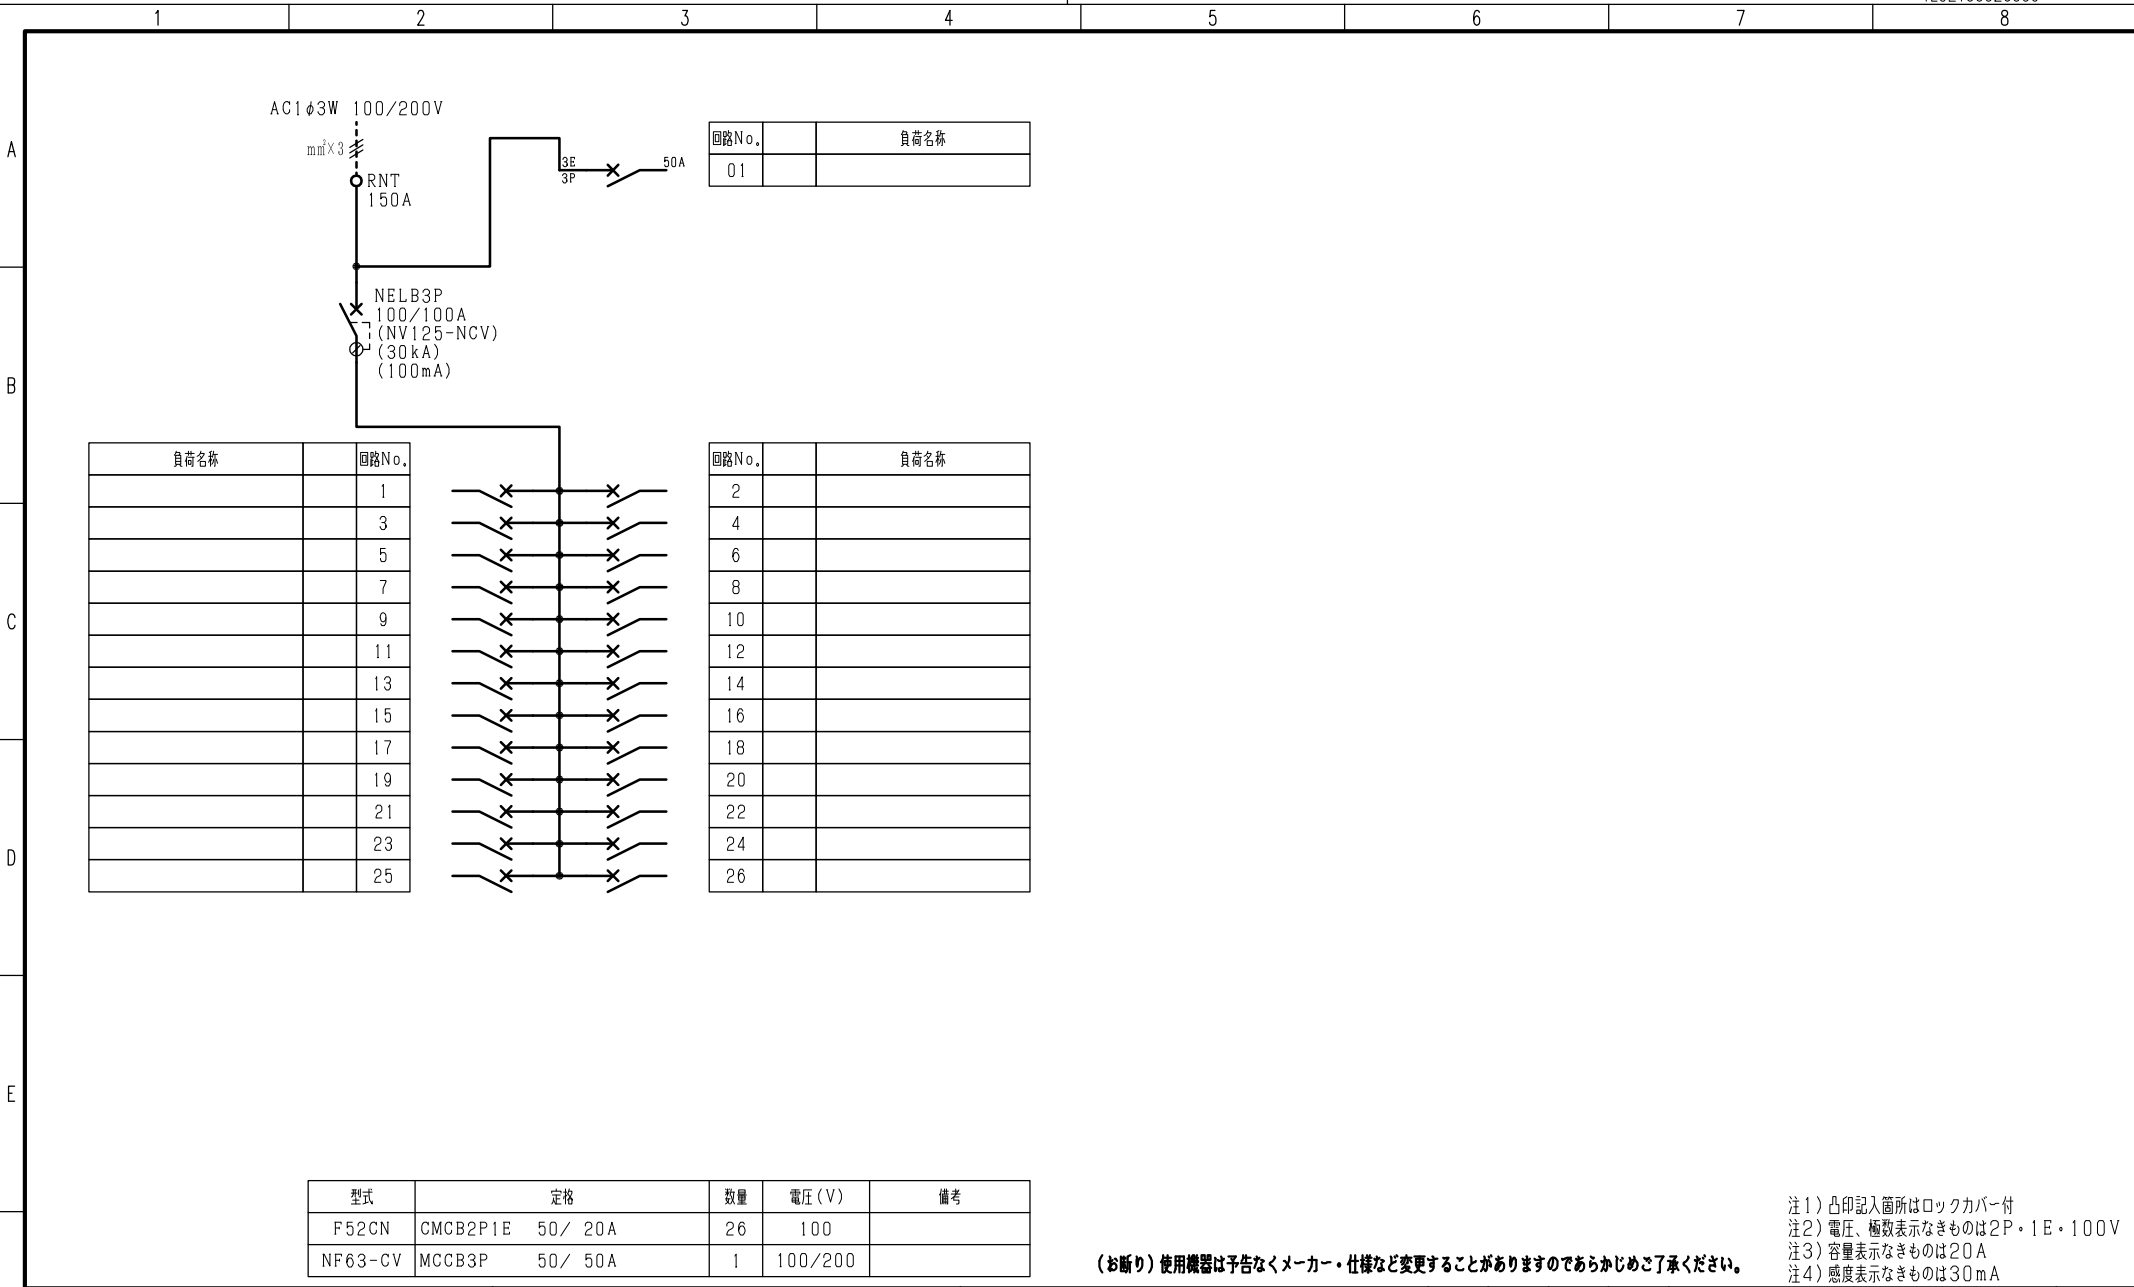 1 2 3 4 5 6 7 8
A
B
C
D
E
AC1φ3W 100/200V
mm²×3
RNT
150A
3E
3P
50A
回路No. 負荷名称
01
NELB3P
100/100A
(NV125-NCV)
(30kA)
(100mA)
負荷名称 回路No. 回路No. 負荷名称
1 2
3 4
5 6
7 8
9 10
11 12
13 14
15 16
17 18
19 20
21 22
23 24
25 26
型式 定格 数量 電圧(V) 備考
F52CN CMCB2P1E 50/ 20A 26 100
NF63-CV MCCB3P 50/ 50A 1 100/200
(お断り)使用機器は予告なくメーカー・仕様など変更することがありますのであらかじめご了承ください。
注1)凸印記入箇所はロックカバー付
注2)電圧、極数表示なきものは2P・1E・100V
注3)容量表示なきものは20A
注4)感度表示なきものは30mA